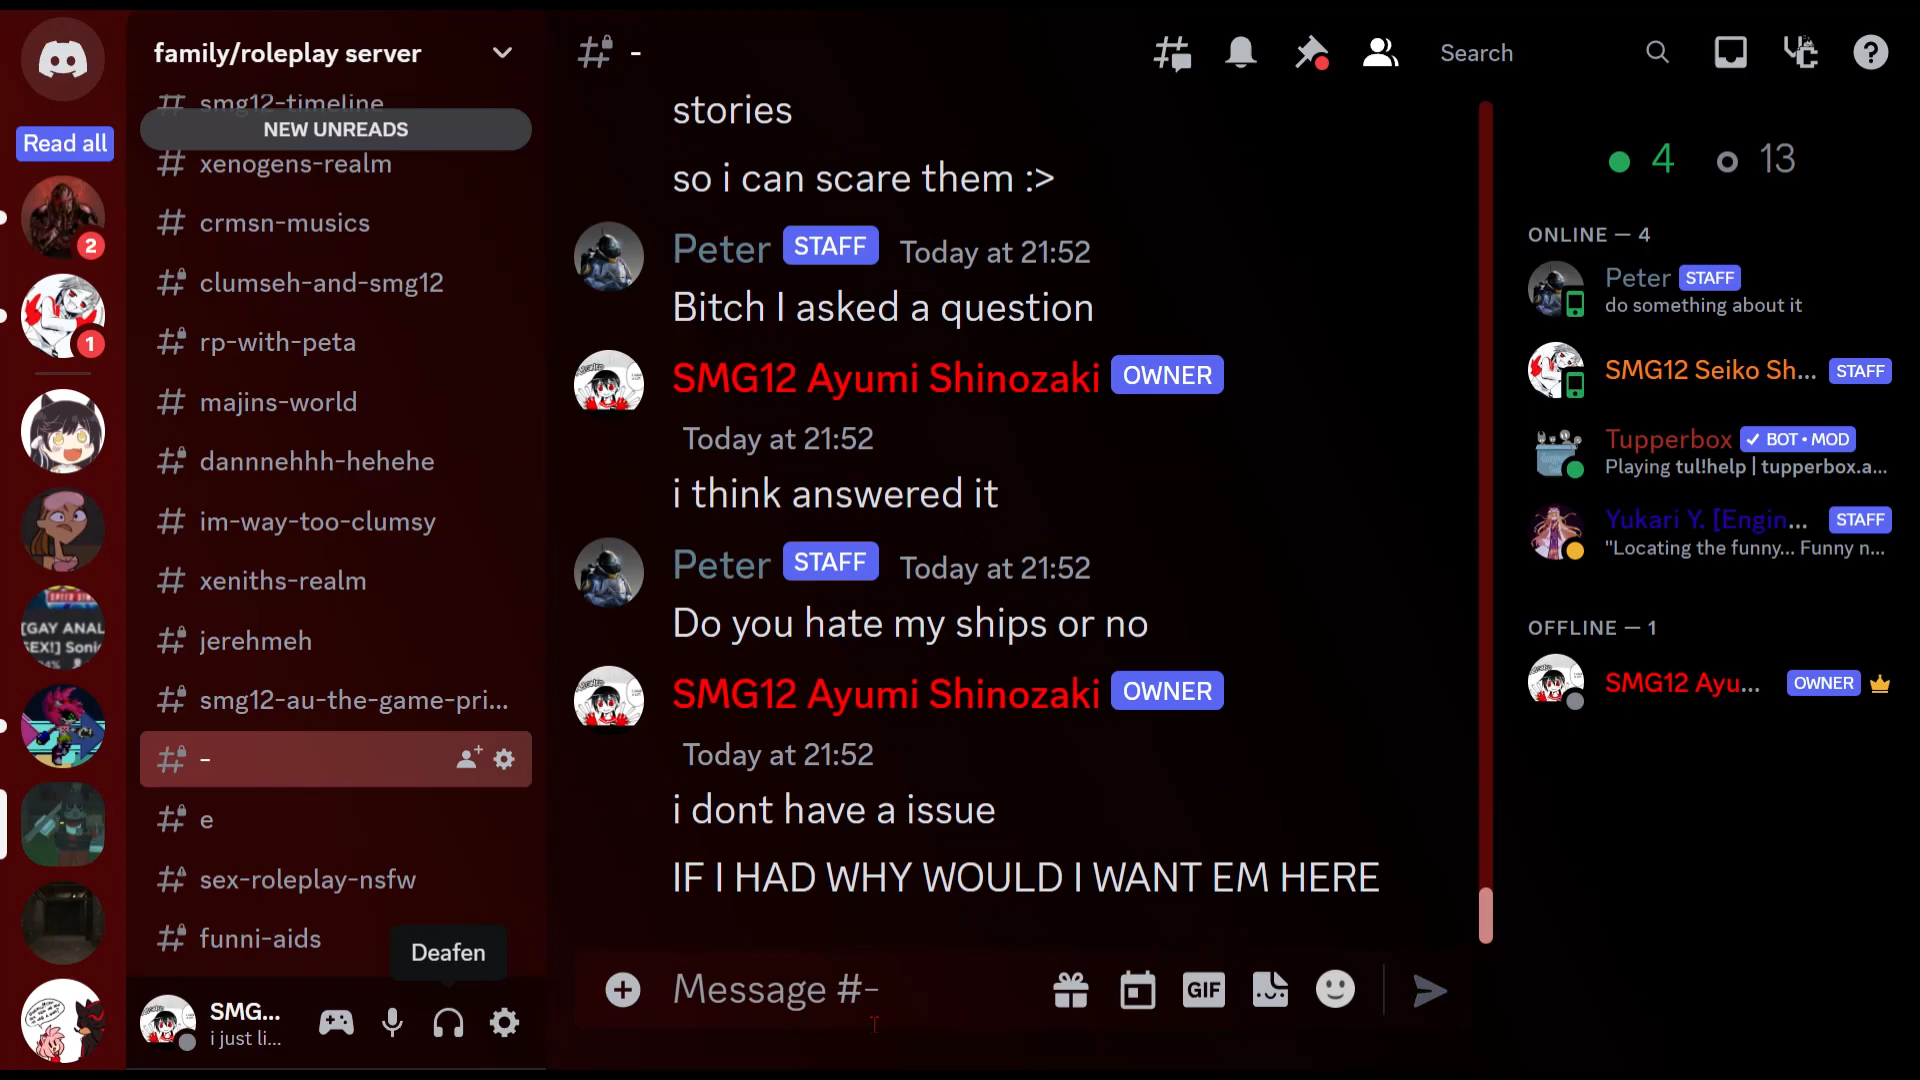 family/roleplay server
smg12-timeline
NEW UNREADS
Read all
xenogens-realm
2
crmsn-musics
clumseh-and-smg12
1
rp-with-peta
majins-world
dannnehhh-hehehe
im-way-too-clumsy
xeniths-realm
[GAY ANAL
SEX!] Soni
jerehmeh
smg12-au-the-game-pri...
-
e
sex-roleplay-nsfw
funni-aids
Deafen
SMG...
i just li...
-
Search
stories
so i can scare them :>
Peter STAFF Today at 21:52
Bitch I asked a question
SMG12 Ayumi Shinozaki OWNER
Today at 21:52
i think answered it
Peter STAFF Today at 21:52
Do you hate my ships or no
SMG12 Ayumi Shinozaki OWNER
Today at 21:52
i dont have a issue
IF I HAD WHY WOULD I WANT EM HERE
Message #-
GIF
4 13
ONLINE — 4
Peter STAFF
do something about it
SMG12 Seiko Sh... STAFF
Tupperbox ✓ BOT • MOD
Playing tul!help | tupperbox.a...
Yukari Y. [Engin... STAFF
"Locating the funny... Funny n...
OFFLINE — 1
SMG12 Ayu... OWNER